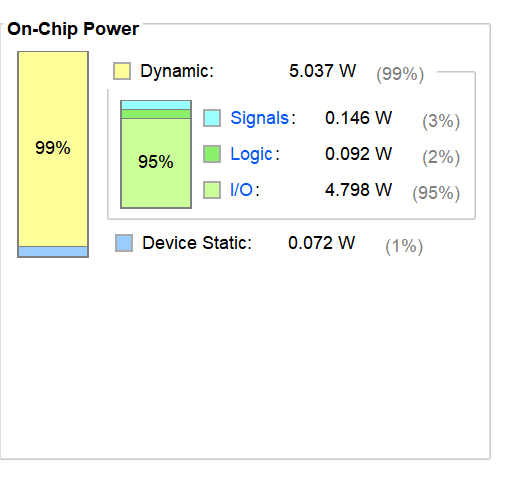 On-Chip Power
Dynamic: 5.037 W (99%)
99%
Signals: 0.146 W (3%)
Logic: 0.092 W (2%)
95%
I/O: 4.798 W (95%)
Device Static: 0.072 W (1%)